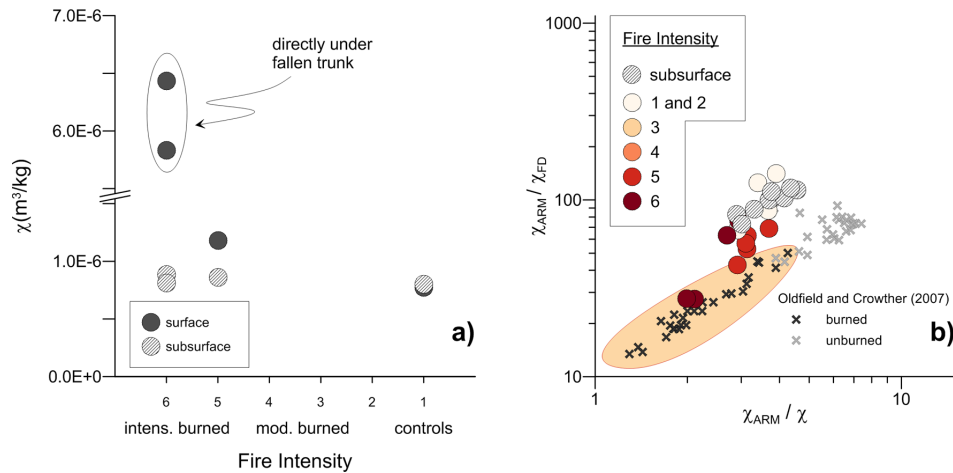 7.0E-6
6.0E-6
1.0E-6
0.0E+0
χ(m³/kg)
directly under
fallen trunk
surface
subsurface
a)
6 5 4 3 2 1
intens. burned mod. burned controls
Fire Intensity
1000
100
10
χARM / χFD
Fire Intensity
subsurface
1 and 2
3
4
5
6
Oldfield and Crowther (2007)
burned
unburned
b)
1 10
χARM / χ